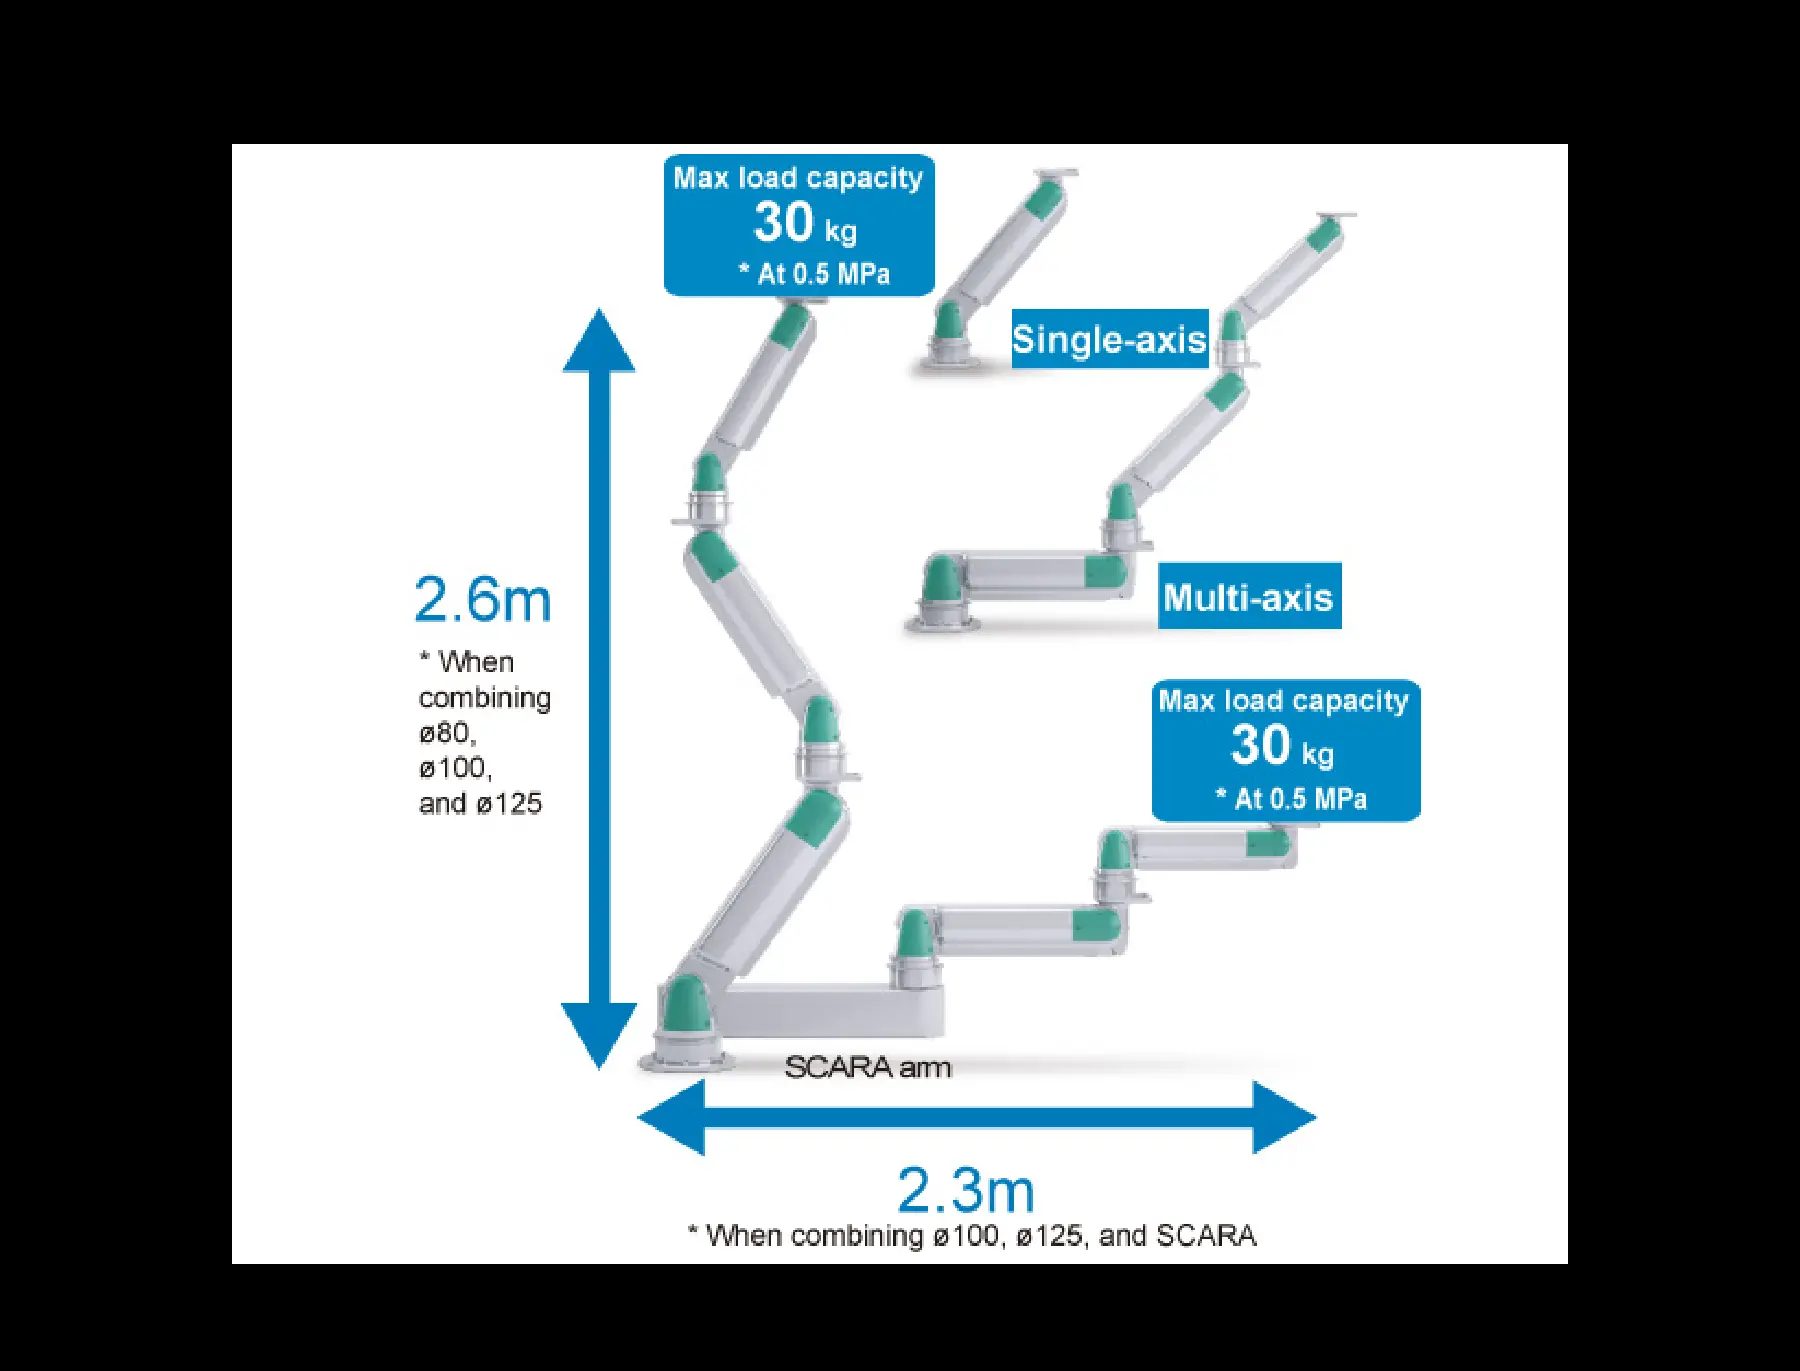 Max load capacity
30 kg
* At 0.5 MPa
Single-axis
2.6m
* When
combining
ø80,
ø100,
and ø125
Multi-axis
Max load capacity
30 kg
* At 0.5 MPa
SCARA arm
2.3m
* When combining ø100, ø125, and SCARA